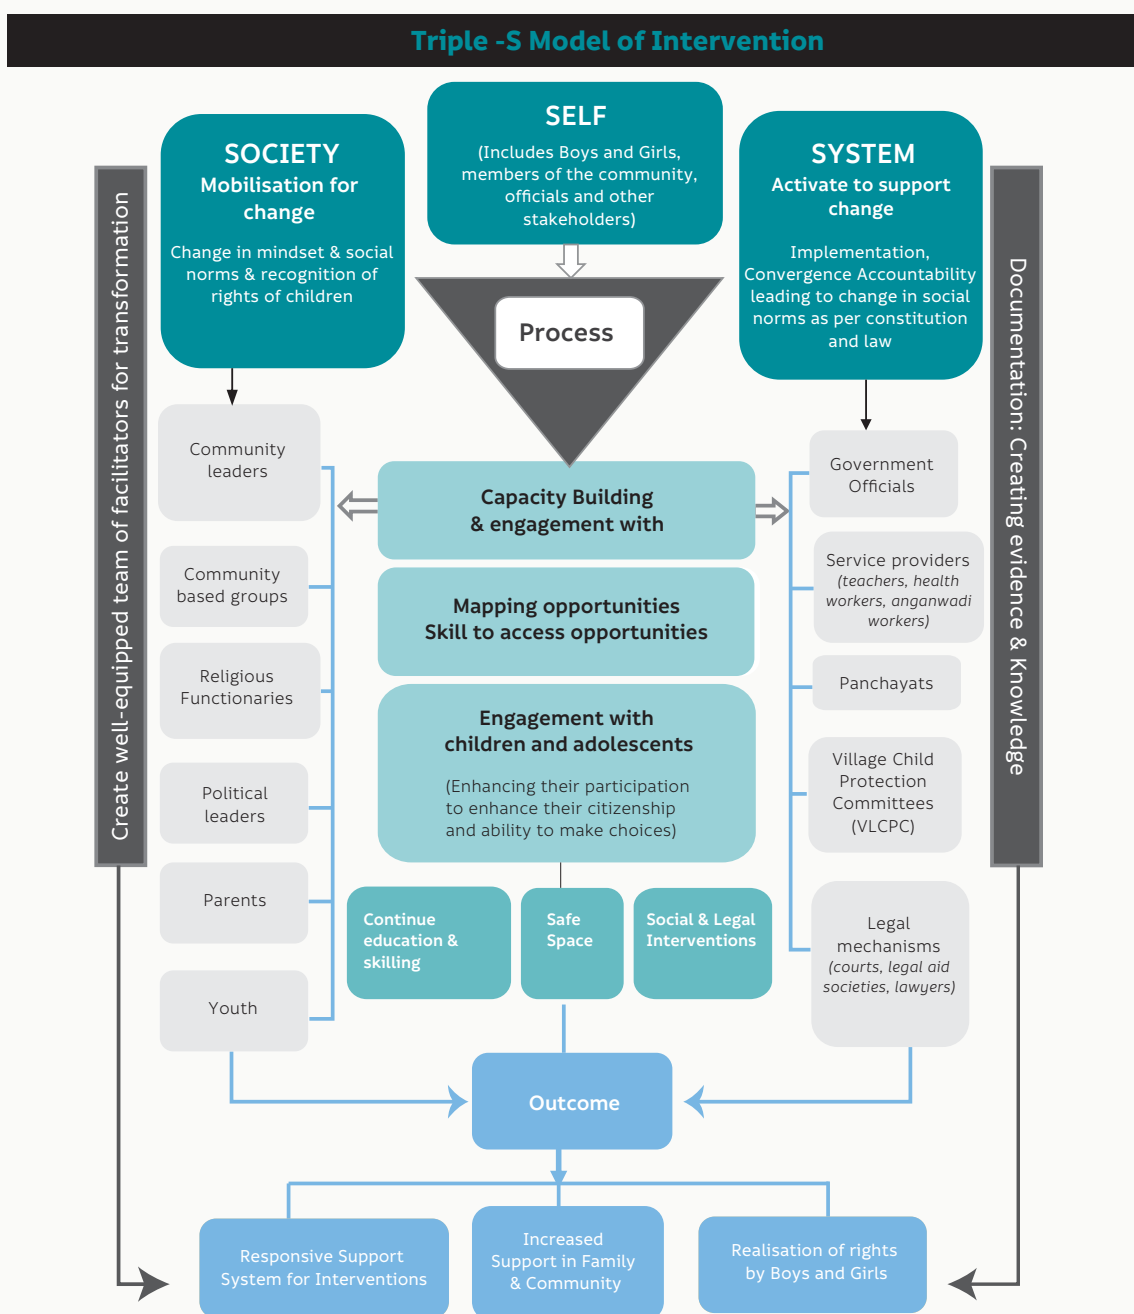 Triple -S Model of Intervention
SELF
(Includes Boys and Girls,
members of the community,
officials and other
stakeholders)
SOCIETY
Mobilisation for
change
Change in mindset & social
norms & recognition of
rights of children
SYSTEM
Activate to support
change
Implementation,
Convergence Accountability
leading to change in social
norms as per constitution
and law
Create well-equipped team of facilitators for transformation
Documentation: Creating evidence & Knowledge
Process
Community
leaders
Community
based groups
Religious
Functionaries
Political
leaders
Parents
Youth
Capacity Building
& engagement with
Mapping opportunities
Skill to access opportunities
Engagement with
children and adolescents
(Enhancing their participation
to enhance their citizenship
and ability to make choices)
Continue
education &
skilling
Safe
Space
Social & Legal
Interventions
Government
Officials
Service providers
(teachers, health
workers, anganwadi
workers)
Panchayats
Village Child
Protection
Committees
(VLCPC)
Legal
mechanisms
(courts, legal aid
societies, lawyers)
Outcome
Responsive Support
System for Interventions
Increased
Support in Family
& Community
Realisation of rights
by Boys and Girls